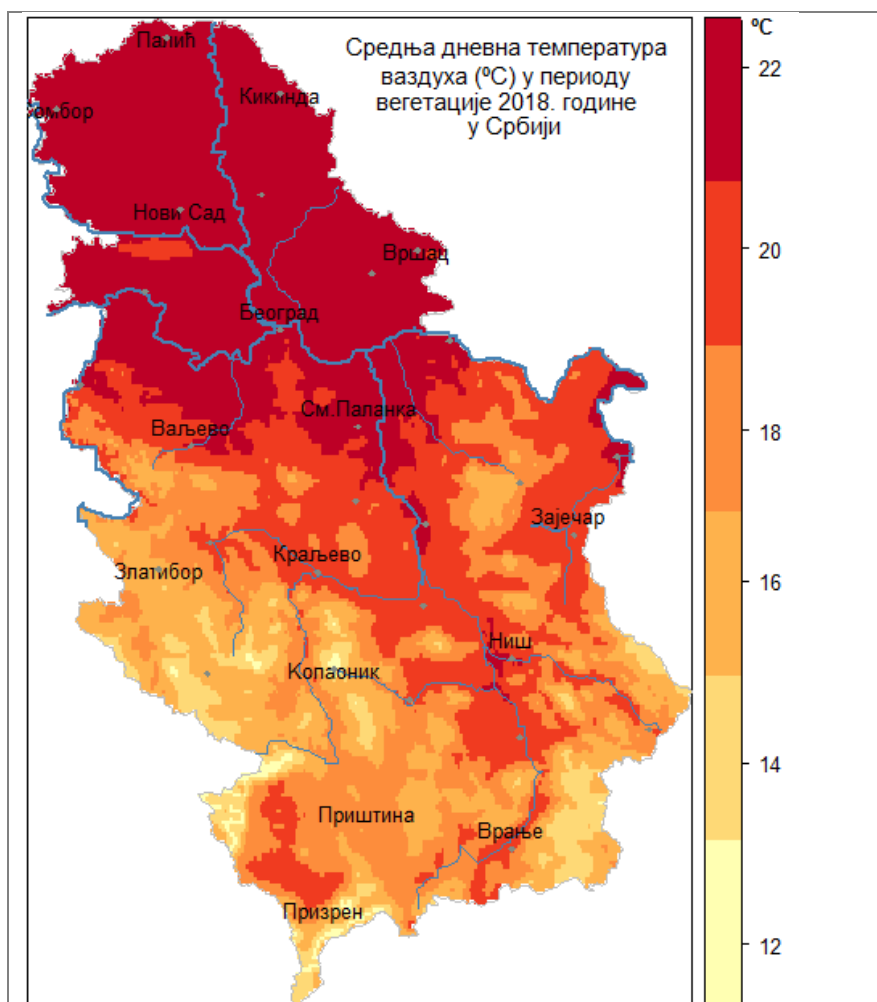 Средња дневна температура
ваздуха (ºC) у периоду
вегетације 2018. године
у Србији
ºC
22
20
18
16
14
12
Палић
Кикинда
Сомбор
Нови Сад
Вршац
Београд
См.Паланка
Ваљево
Зајечар
Краљево
Златибор
Ниш
Копаоник
Приштина
Врање
Призрен